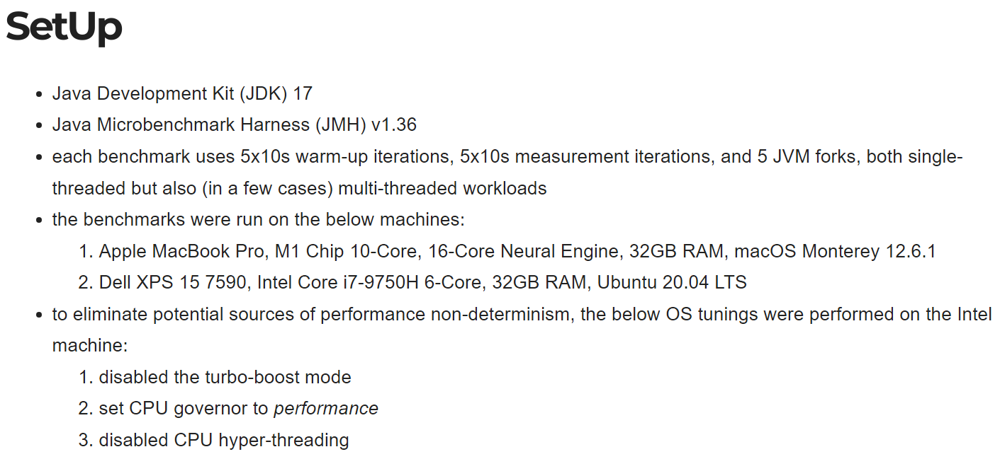 SetUp
• Java Development Kit (JDK) 17
• Java Microbenchmark Harness (JMH) v1.36
• each benchmark uses 5x10s warm-up iterations, 5x10s measurement iterations, and 5 JVM forks, both single-
threaded but also (in a few cases) multi-threaded workloads
• the benchmarks were run on the below machines:
1. Apple MacBook Pro, M1 Chip 10-Core, 16-Core Neural Engine, 32GB RAM, macOS Monterey 12.6.1
2. Dell XPS 15 7590, Intel Core i7-9750H 6-Core, 32GB RAM, Ubuntu 20.04 LTS
• to eliminate potential sources of performance non-determinism, the below OS tunings were performed on the Intel
machine:
1. disabled the turbo-boost mode
2. set CPU governor to performance
3. disabled CPU hyper-threading